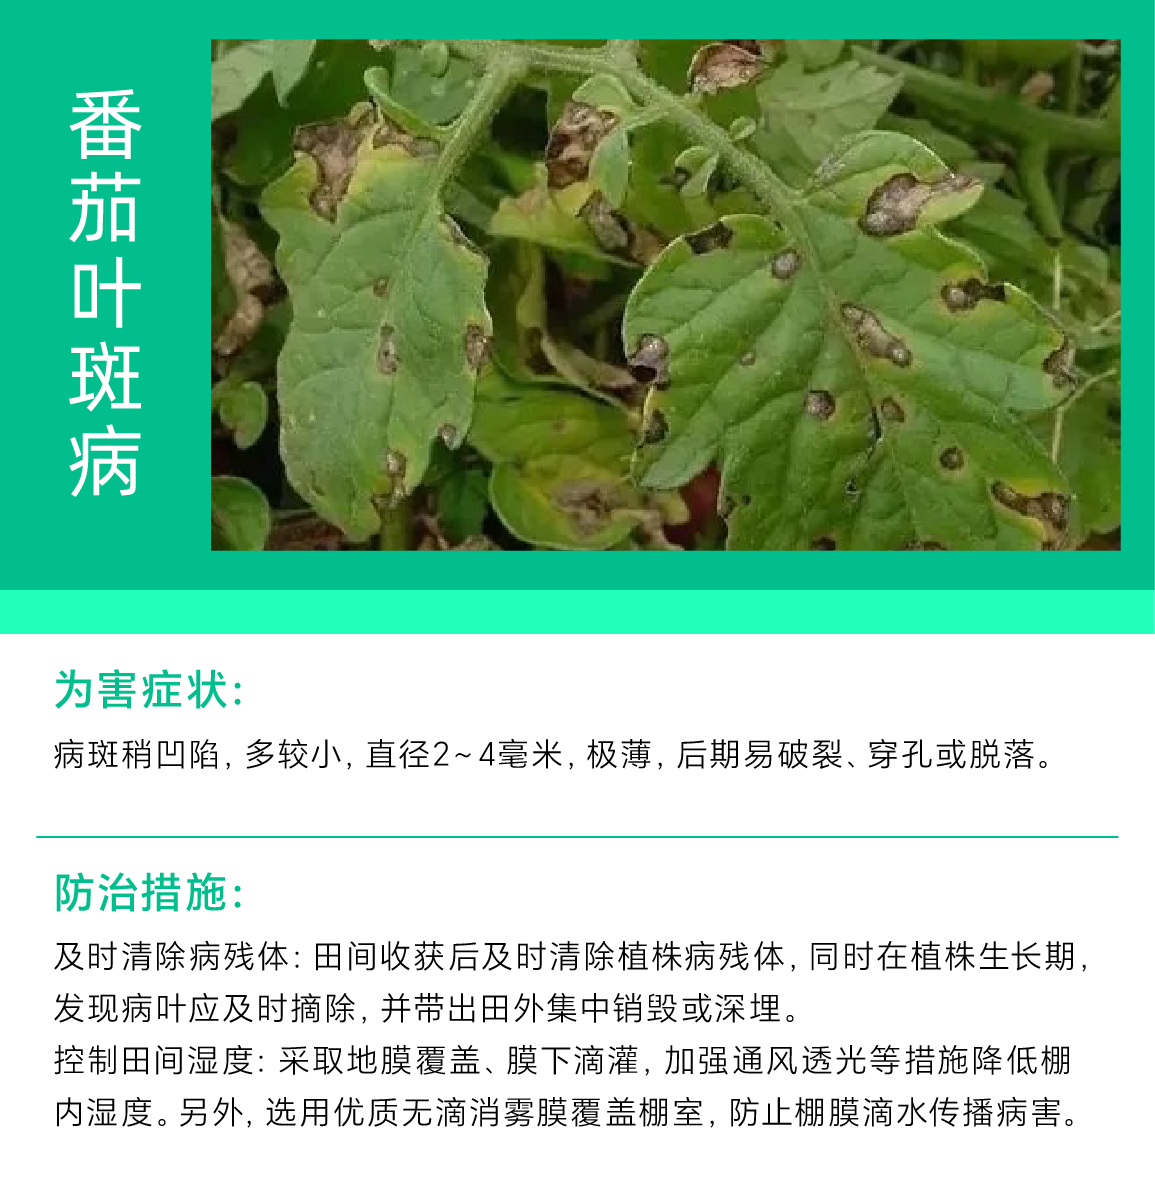 番茄叶斑病
为害症状:
病斑稍凹陷, 多较小, 直径2~4毫米, 极薄, 后期易破裂、穿孔或脱落。
防治措施:
及时清除病残体: 田间收获后及时清除植株病残体, 同时在植株生长期,
发现病叶应及时摘除, 并带出田外集中销毁或深埋。
控制田间湿度: 采取地膜覆盖、膜下滴灌, 加强通风透光等措施降低棚
内湿度。另外, 选用优质无滴消雾膜覆盖棚室, 防止棚膜滴水传播病害。